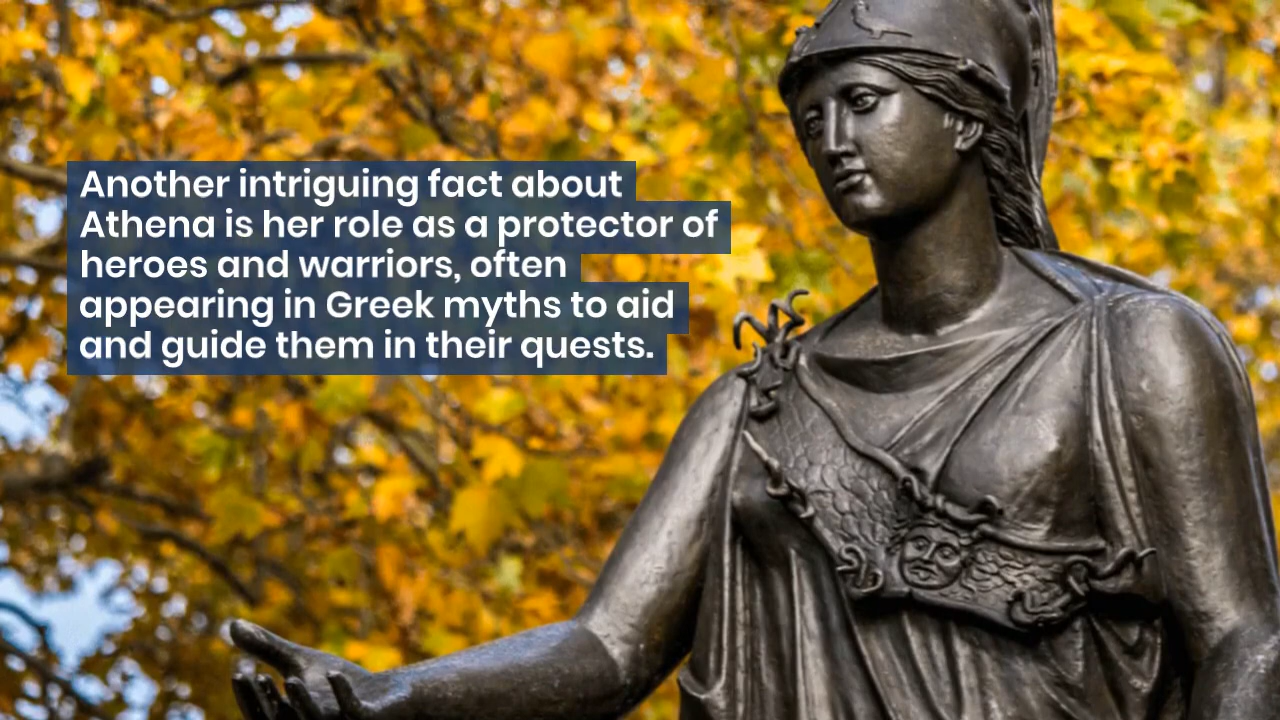 Another intriguing fact about
Athena is her role as a protector of
heroes and warriors, often
appearing in Greek myths to aid
and guide them in their quests.